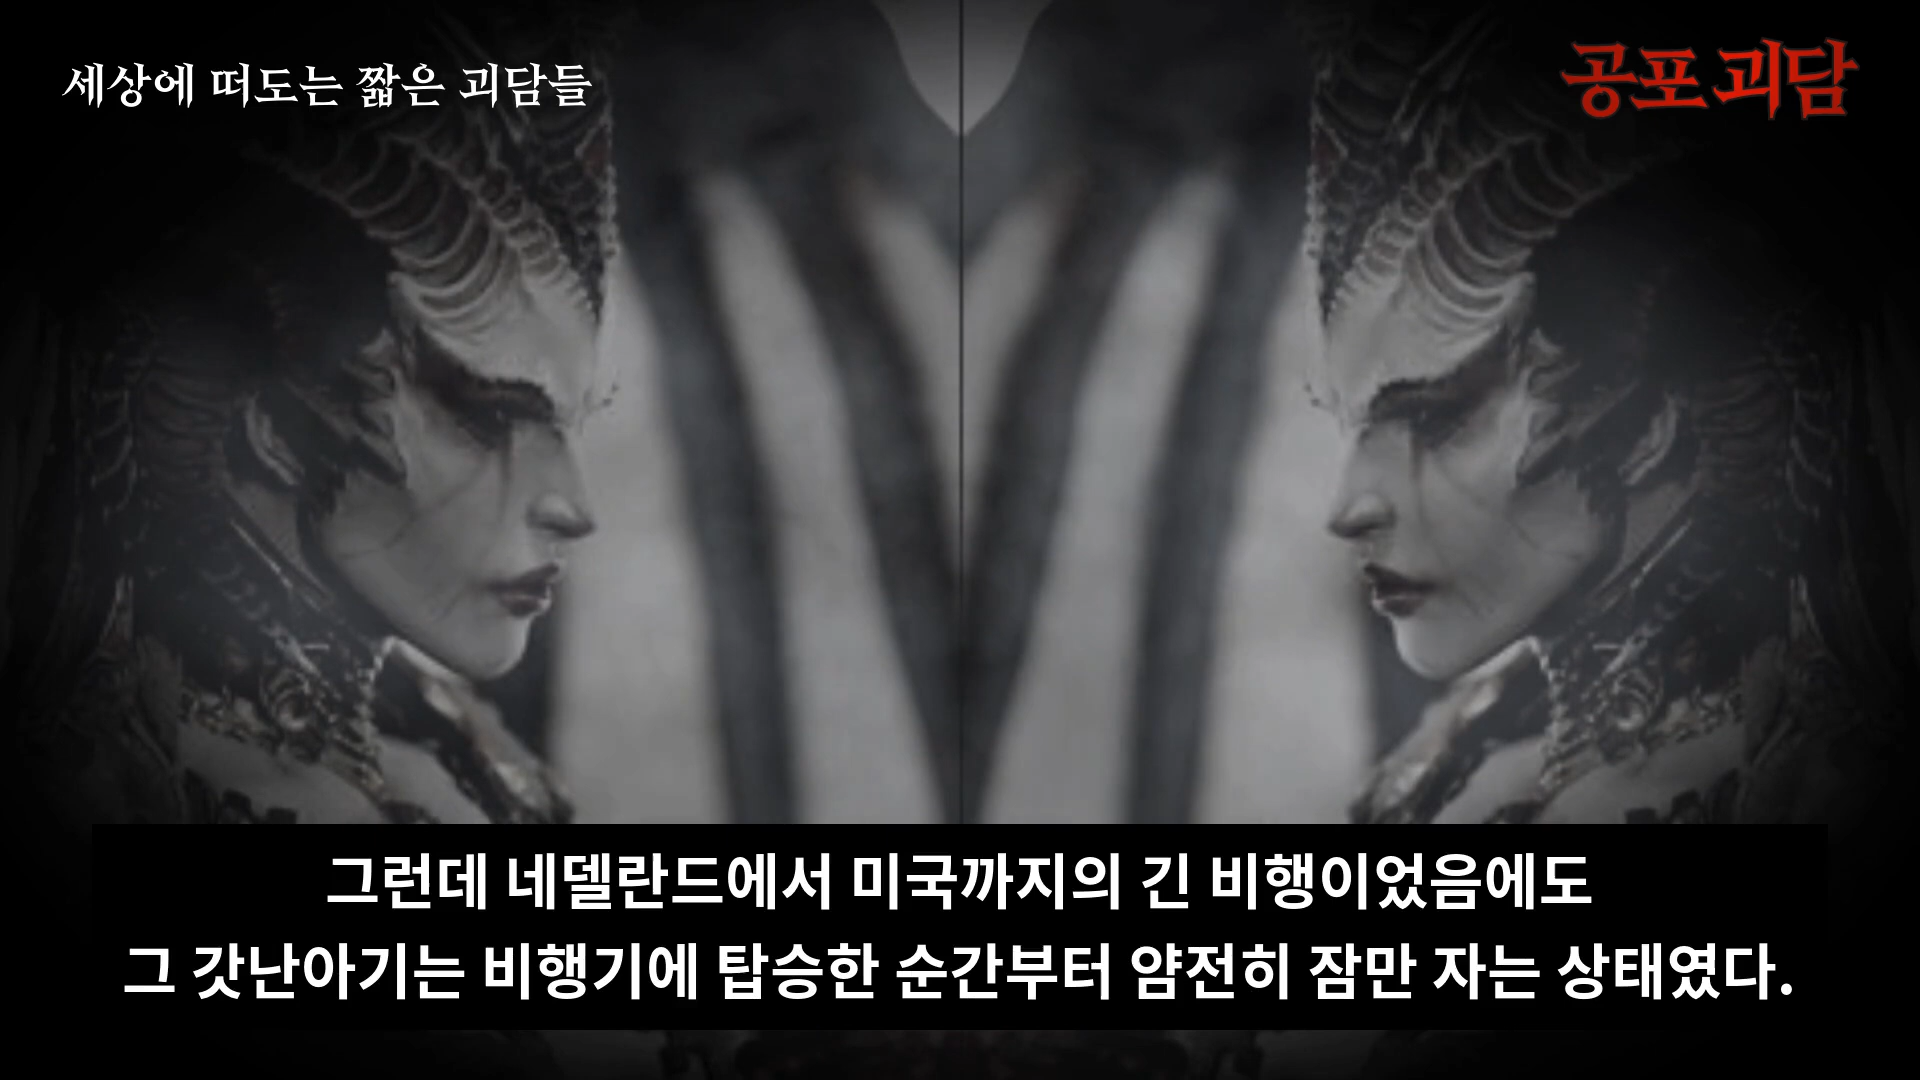 세상에 떠도는 짧은 괴담들
공포 괴담
그런데 네델란드에서 미국까지의 긴 비행이었음에도
그 갓난아기는 비행기에 탑승한 순간부터 얌전히 잠만 자는 상태였다.